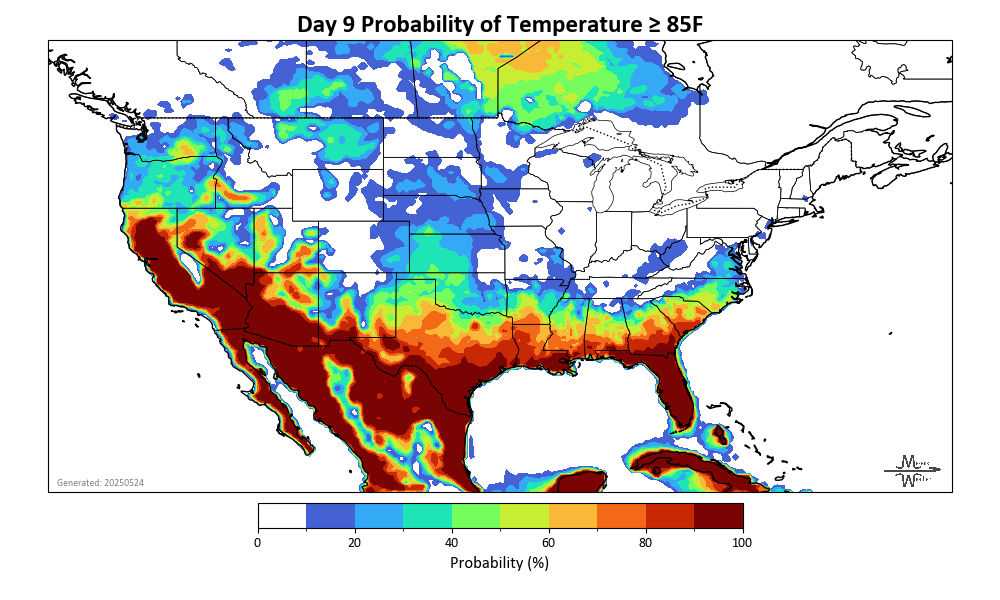 Day 9 Probability of Temperature ≥ 85F
Generated: 20250524
0 20 40 60 80 100
Probability (%)